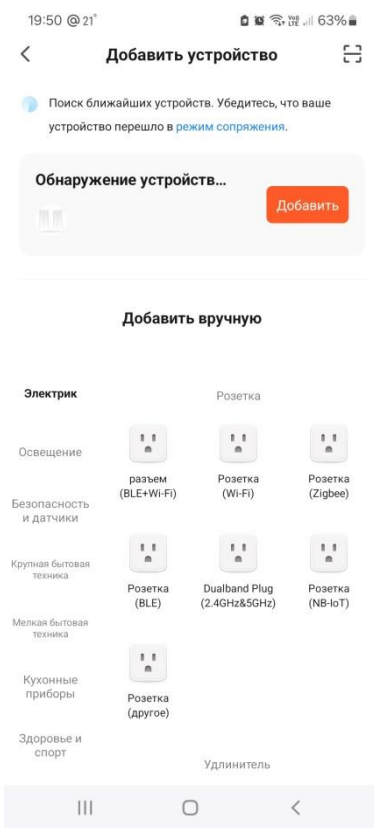 19:50 @ 21°
63%
Добавить устройство
Поиск ближайших устройств. Убедитесь, что ваше
устройство перешло в режим сопряжения.
Обнаружение устройств...
Добавить
Добавить вручную
Электрик
Розетка
Освещение
разъем
(BLE+Wi-Fi)
Розетка
(Wi-Fi)
Розетка
(Zigbee)
Безопасность
и датчики
Крупная бытовая
техника
Розетка
(BLE)
Dualband Plug
(2.4GHz&5GHz)
Розетка
(NB-IoT)
Мелкая бытовая
техника
Кухонные
приборы
Розетка
(другое)
Здоровье и
спорт
Удлинитель